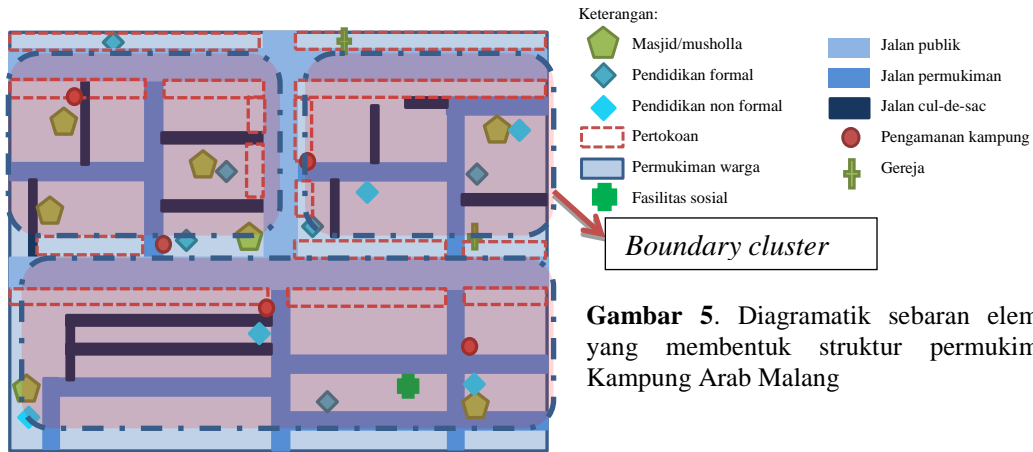 Keterangan:
Masjid/musholla
Pendidikan formal
Pendidikan non formal
Pertokoan
Permukiman warga
Fasilitas sosial
Jalan publik
Jalan permukiman
Jalan cul-de-sac
Pengamanan kampung
Gereja
Boundary cluster
Gambar 5. Diagramatik sebaran elem
yang membentuk struktur permukim
Kampung Arab Malang